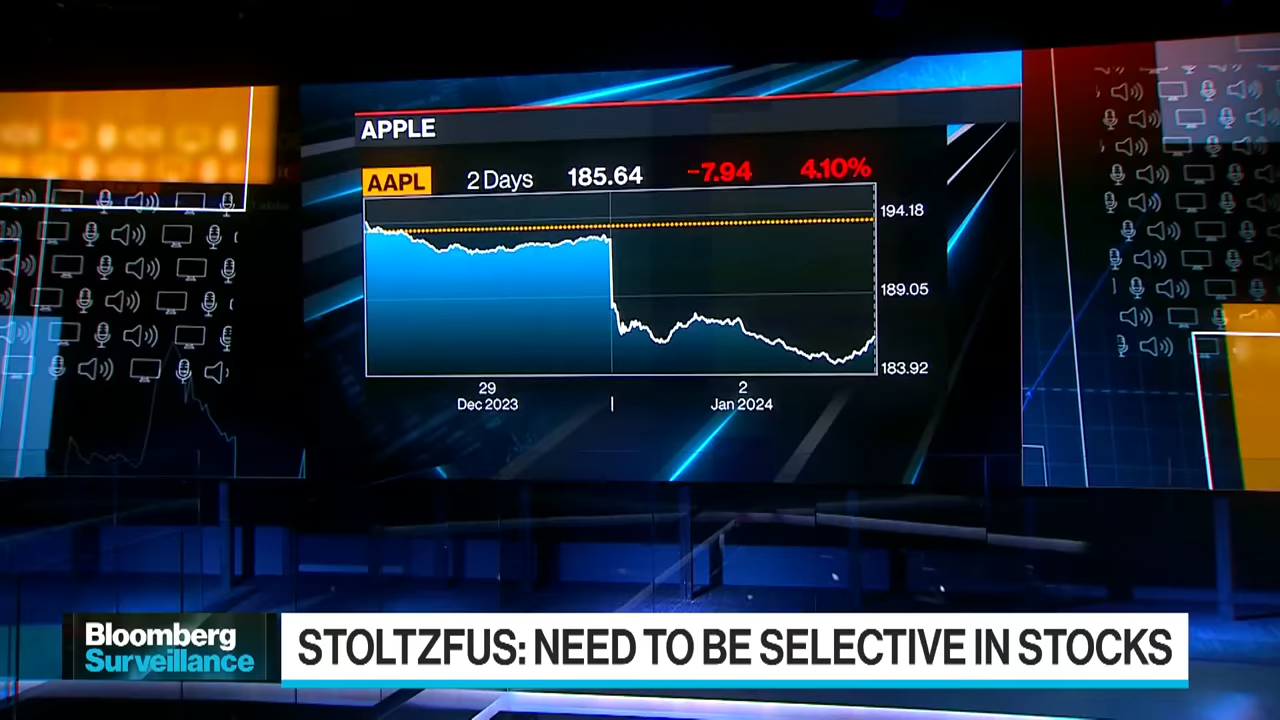 APPLE
AAPL 2 Days 185.64 -7.94 4.10%
194.18
189.05
183.92
29 2
Dec 2023 Jan 2024
Bloomberg
Surveillance
STOLTZFUS: NEED TO BE SELECTIVE IN STOCKS